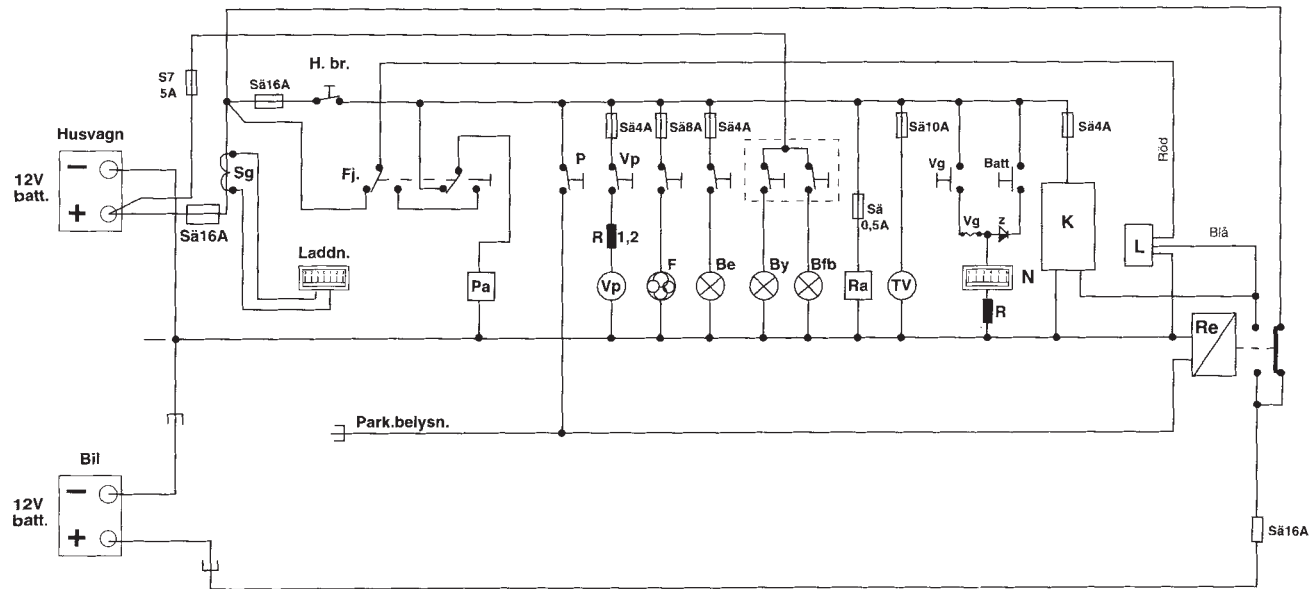 S7
5A
Sä16A
H. br.
Husvagn
12V
batt.
−
+
Sä16A
Sg
Laddn.
Fj.
Pa
P
Sä4A
Vp
R
1,2
Vp
Sä8A
F
Sä4A
Be
By
Bfb
Sä
0,5A
Ra
Sä10A
TV
Vg
Batt
Vg
z
N
R
Sä4A
K
Röd
L
Blå
Re
Park.belysn.
Bil
12V
batt.
−
+
Sä16A